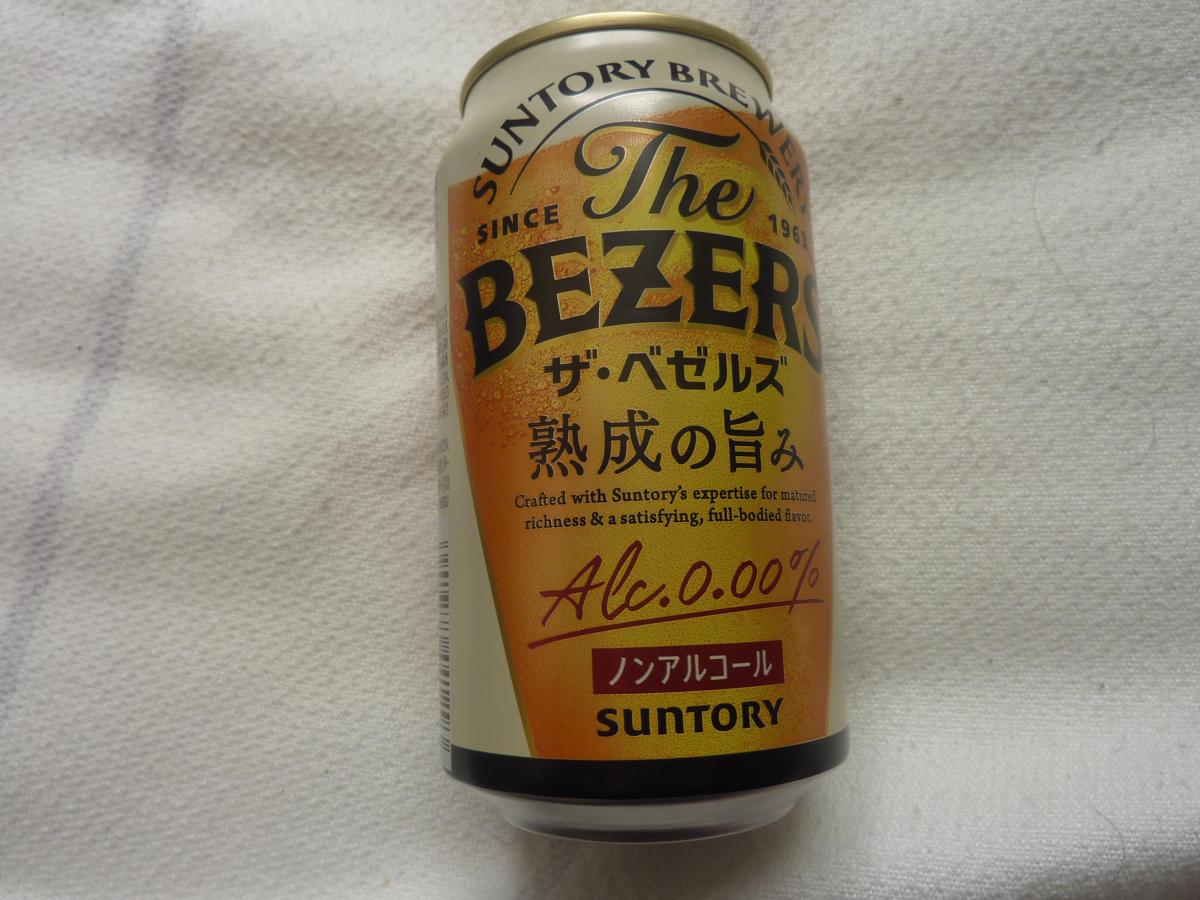 SUNTORY BREWERY
The
SINCE 1963
BEZERS
ザ・ベゼルズ
熟成の旨み
Crafted with Suntory's expertise for matured
richness & a satisfying, full-bodied flavor.
Alc.0.00%
ノンアルコール
SUNTORY